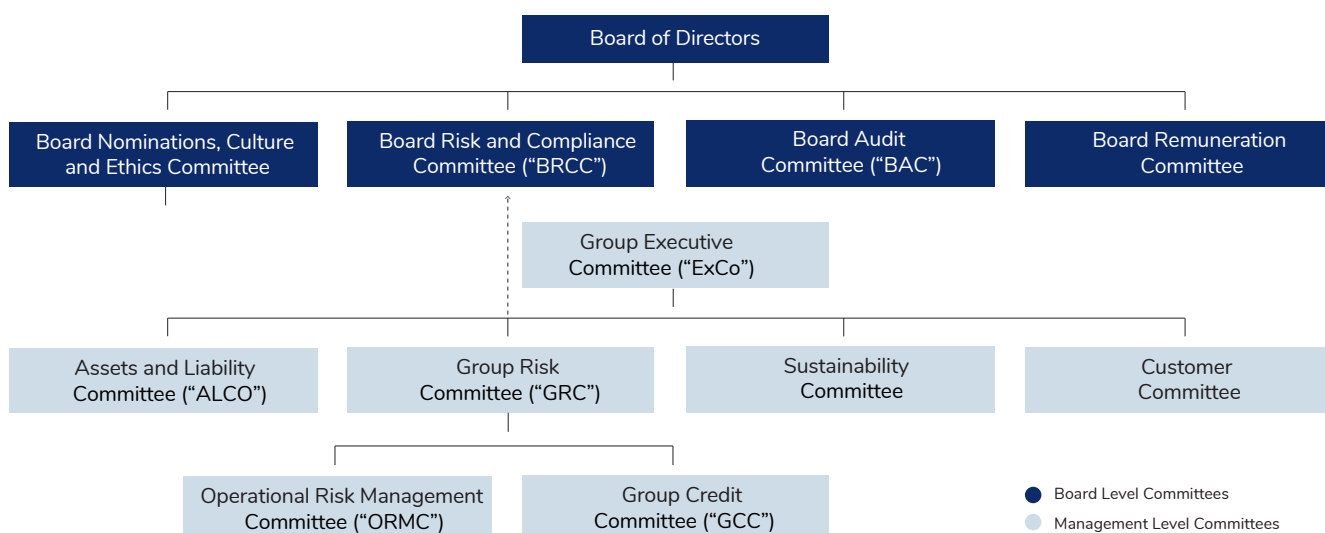 Board of Directors
Board Nominations, Culture
and Ethics Committee
Board Risk and Compliance
Committee (“BRCC”)
Board Audit
Committee (“BAC”)
Board Remuneration
Committee
Group Executive
Committee (“ExCo”)
Assets and Liability
Committee (“ALCO”)
Group Risk
Committee (“GRC”)
Sustainability
Committee
Customer
Committee
Operational Risk Management
Committee (“ORMC”)
Group Credit
Committee (“GCC”)
Board Level Committees
Management Level Committees